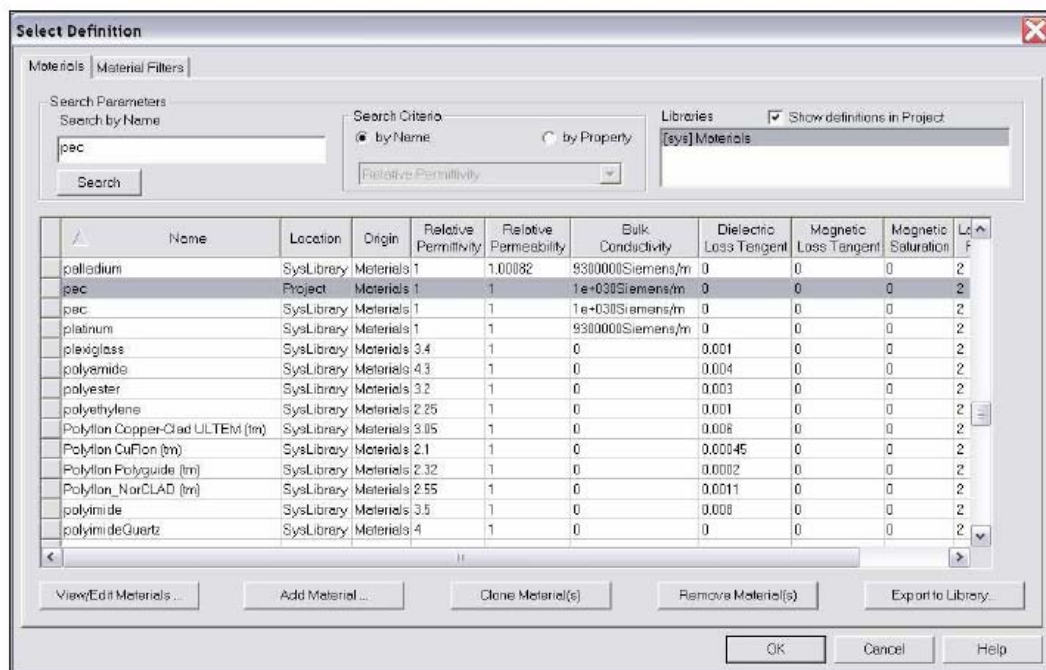 Select Definition
Materials Material Filters
Search Parameters
Search by Name
pec
Search
Search Criteria
by Name by Property
Relative Permittivity
Libraries Show definitions in Project
[sys] Materials
Name Location Origin Relative Permittivity Relative Permeability Bulk Conductivity Dielectric Loss Tangent Magnetic Loss Tangent Magnetic Saturation
palladium SysLibrary Materials 1 1.00082 9300000Siemens/m 0 0 0 2
pec Project Materials 1 1 1e+030Siemens/m 0 0 0 2
pec SysLibrary Materials 1 1 1e+030Siemens/m 0 0 0 2
platinum SysLibrary Materials 1 1 9300000Siemens/m 0 0 0 2
plexiglass SysLibrary Materials 3.4 1 0 0.001 0 0 2
polyamide SysLibrary Materials 4.3 1 0 0.004 0 0 2
polyester SysLibrary Materials 3.2 1 0 0.003 0 0 2
polyethylene SysLibrary Materials 2.25 1 0 0.001 0 0 2
Polyflon Copper-Clad ULTEM (tm) SysLibrary Materials 3.05 1 0 0.006 0 0 2
Polyflon CuFlon (tm) SysLibrary Materials 2.1 1 0 0.00045 0 0 2
Polyflon Polyguide (tm) SysLibrary Materials 2.32 1 0 0.0002 0 0 2
Polyflon_NorCLAD (tm) SysLibrary Materials 2.55 1 0 0.0011 0 0 2
polyimide SysLibrary Materials 3.5 1 0 0.008 0 0 2
polyimideQuartz SysLibrary Materials 4 1 0 0 0 0 2
View/Edit Materials ... Add Material ... Clone Material(s) Remove Material(s) Export to Library...
OK Cancel Help